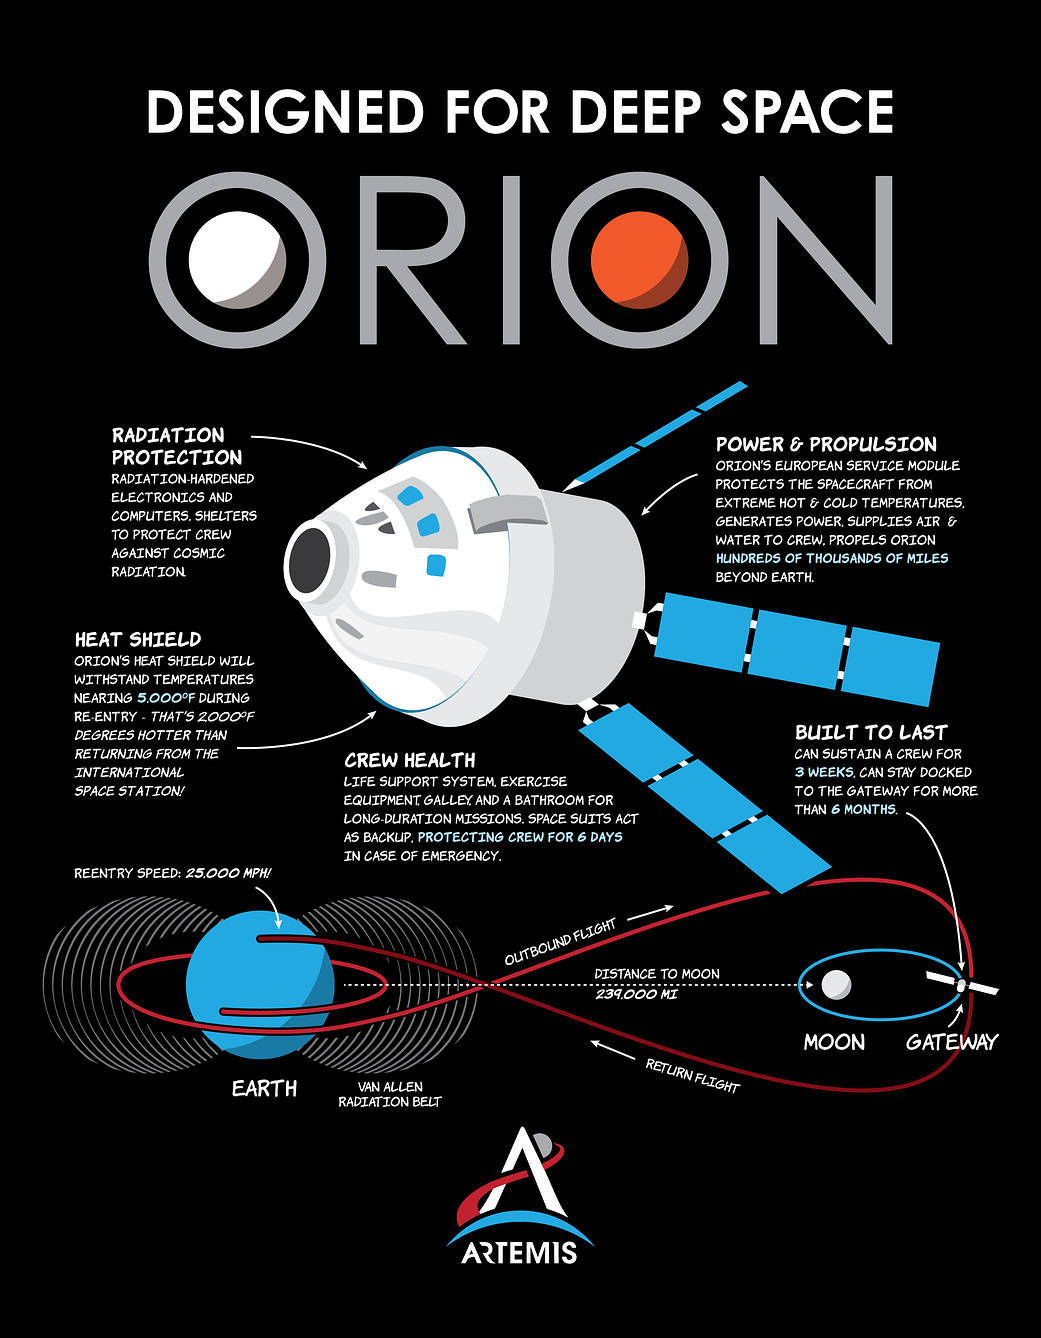 DESIGNED FOR DEEP SPACE
ORION
RADIATION
PROTECTION
RADIATION-HARDENED
ELECTRONICS AND
COMPUTERS. SHELTERS
TO PROTECT CREW
AGAINST COSMIC
RADIATION.
POWER & PROPULSION
ORION'S EUROPEAN SERVICE MODULE
PROTECTS THE SPACECRAFT FROM
EXTREME HOT & COLD TEMPERATURES,
GENERATES POWER, SUPPLIES AIR &
WATER TO CREW, PROPELS ORION
HUNDREDS OF THOUSANDS OF MILES
BEYOND EARTH.
HEAT SHIELD
ORION'S HEAT SHIELD WILL
WITHSTAND TEMPERATURES
NEARING 5,000°F DURING
RE-ENTRY - THAT'S 2,000°F
DEGREES HOTTER THAN
RETURNING FROM THE
INTERNATIONAL
SPACE STATION!
CREW HEALTH
LIFE SUPPORT SYSTEM, EXERCISE
EQUIPMENT, GALLEY, AND A BATHROOM FOR
LONG-DURATION MISSIONS. SPACE SUITS ACT
AS BACKUP, PROTECTING CREW FOR 6 DAYS
IN CASE OF EMERGENCY.
BUILT TO LAST
CAN SUSTAIN A CREW FOR
3 WEEKS, CAN STAY DOCKED
TO THE GATEWAY FOR MORE
THAN 6 MONTHS.
REENTRY SPEED: 25,000 MPH!
OUTBOUND FLIGHT
DISTANCE TO MOON
239,000 MI
MOON
GATEWAY
RETURN FLIGHT
EARTH
VAN ALLEN
RADIATION BELT
ARTEMIS